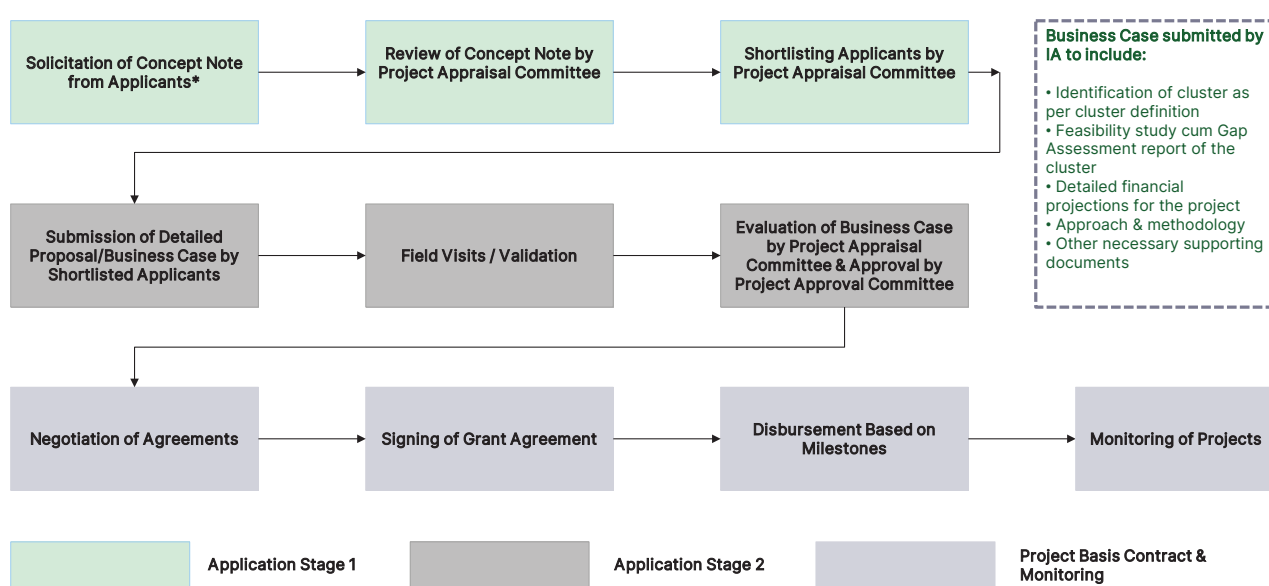 Solicitation of Concept Note
from Applicants*
Review of Concept Note by
Project Appraisal Committee
Shortlisting Applicants by
Project Appraisal Committee
Business Case submitted by
IA to include:
• Identification of cluster as
per cluster definition
• Feasibility study cum Gap
Assessment report of the
cluster
• Detailed financial
projections for the project
• Approach & methodology
• Other necessary supporting
documents
Submission of Detailed
Proposal/Business Case by
Shortlisted Applicants
Field Visits / Validation
Evaluation of Business Case
by Project Appraisal
Committee & Approval by
Project Approval Committee
Negotiation of Agreements
Signing of Grant Agreement
Disbursement Based on
Milestones
Monitoring of Projects
Application Stage 1
Application Stage 2
Project Basis Contract &
Monitoring